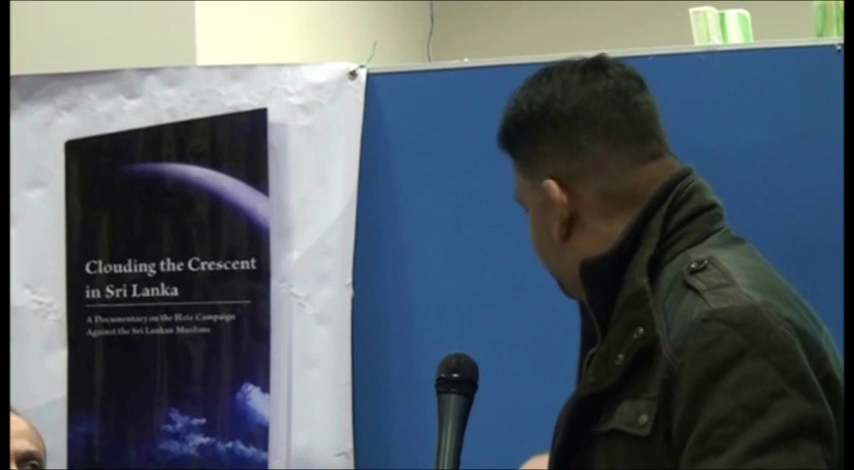 Clouding the Crescent
in Sri Lanka
A Documentary on the Hate Campaign
Against the Sri Lankan Muslims